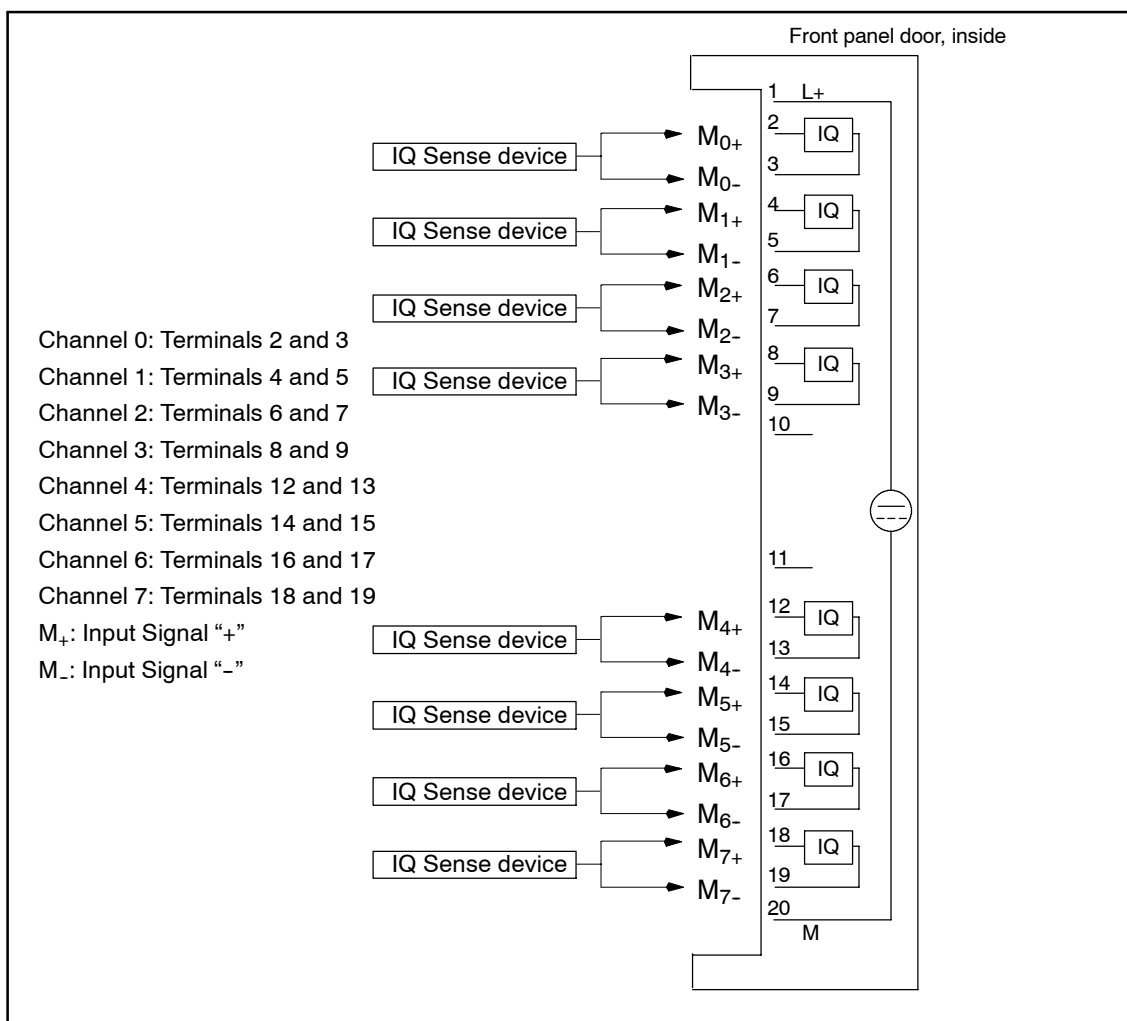 Front panel door, inside
1 L+
IQ Sense device M0+ 2 IQ
M0- 3
IQ Sense device M1+ 4 IQ
M1- 5
IQ Sense device M2+ 6 IQ
M2- 7
IQ Sense device M3+ 8 IQ
M3- 9
10
11
IQ Sense device M4+ 12 IQ
M4- 13
IQ Sense device M5+ 14 IQ
M5- 15
IQ Sense device M6+ 16 IQ
M6- 17
IQ Sense device M7+ 18 IQ
M7- 19
20
M
Channel 0: Terminals 2 and 3
Channel 1: Terminals 4 and 5
Channel 2: Terminals 6 and 7
Channel 3: Terminals 8 and 9
Channel 4: Terminals 12 and 13
Channel 5: Terminals 14 and 15
Channel 6: Terminals 16 and 17
Channel 7: Terminals 18 and 19
M+: Input Signal “+”
M-: Input Signal “-”